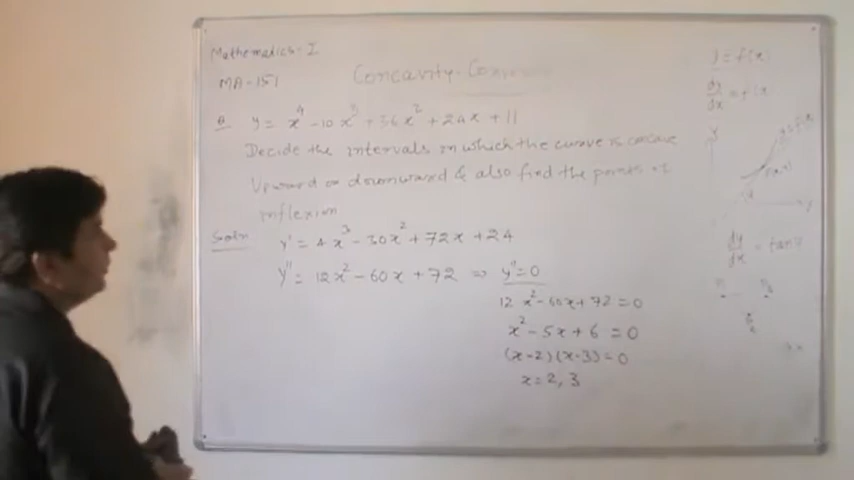 Mathematics-I
MA-151
Concavity-
Q y = x⁴ - 10x³ + 36x² + 24x + 11
Decide the intervals in which the curve is concave
Upward or downward & also find the points of
inflexion
Soln y' = 4x³ - 30x² + 72x + 24
y'' = 12x² - 60x + 72 ⇒ y'' = 0
12x² - 60x + 72 = 0
x² - 5x + 6 = 0
(x-2)(x-3) = 0
x = 2, 3
y = f(x)
dy/dx = f'(x)
Y
dy/dx = tan